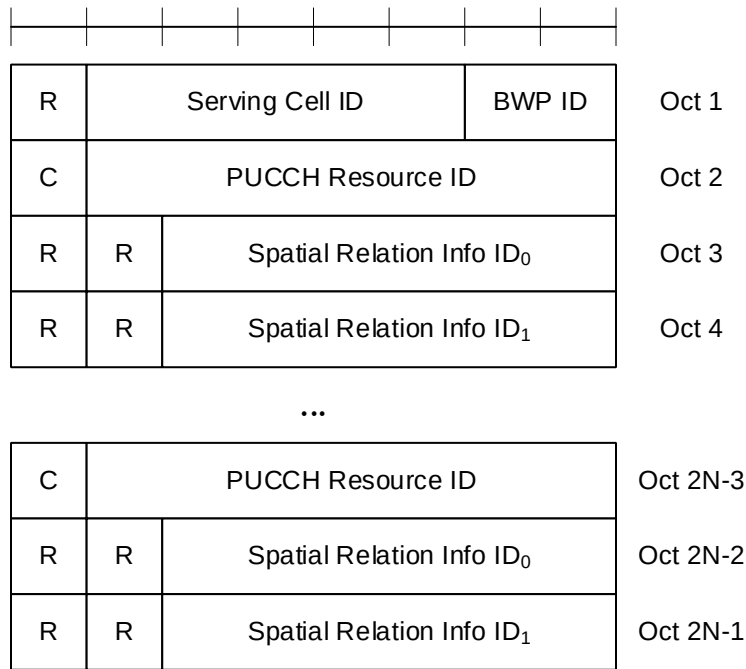 R Serving Cell ID BWP ID Oct 1
C PUCCH Resource ID Oct 2
R R Spatial Relation Info ID₀ Oct 3
R R Spatial Relation Info ID₁ Oct 4
...
C PUCCH Resource ID Oct 2N-3
R R Spatial Relation Info ID₀ Oct 2N-2
R R Spatial Relation Info ID₁ Oct 2N-1